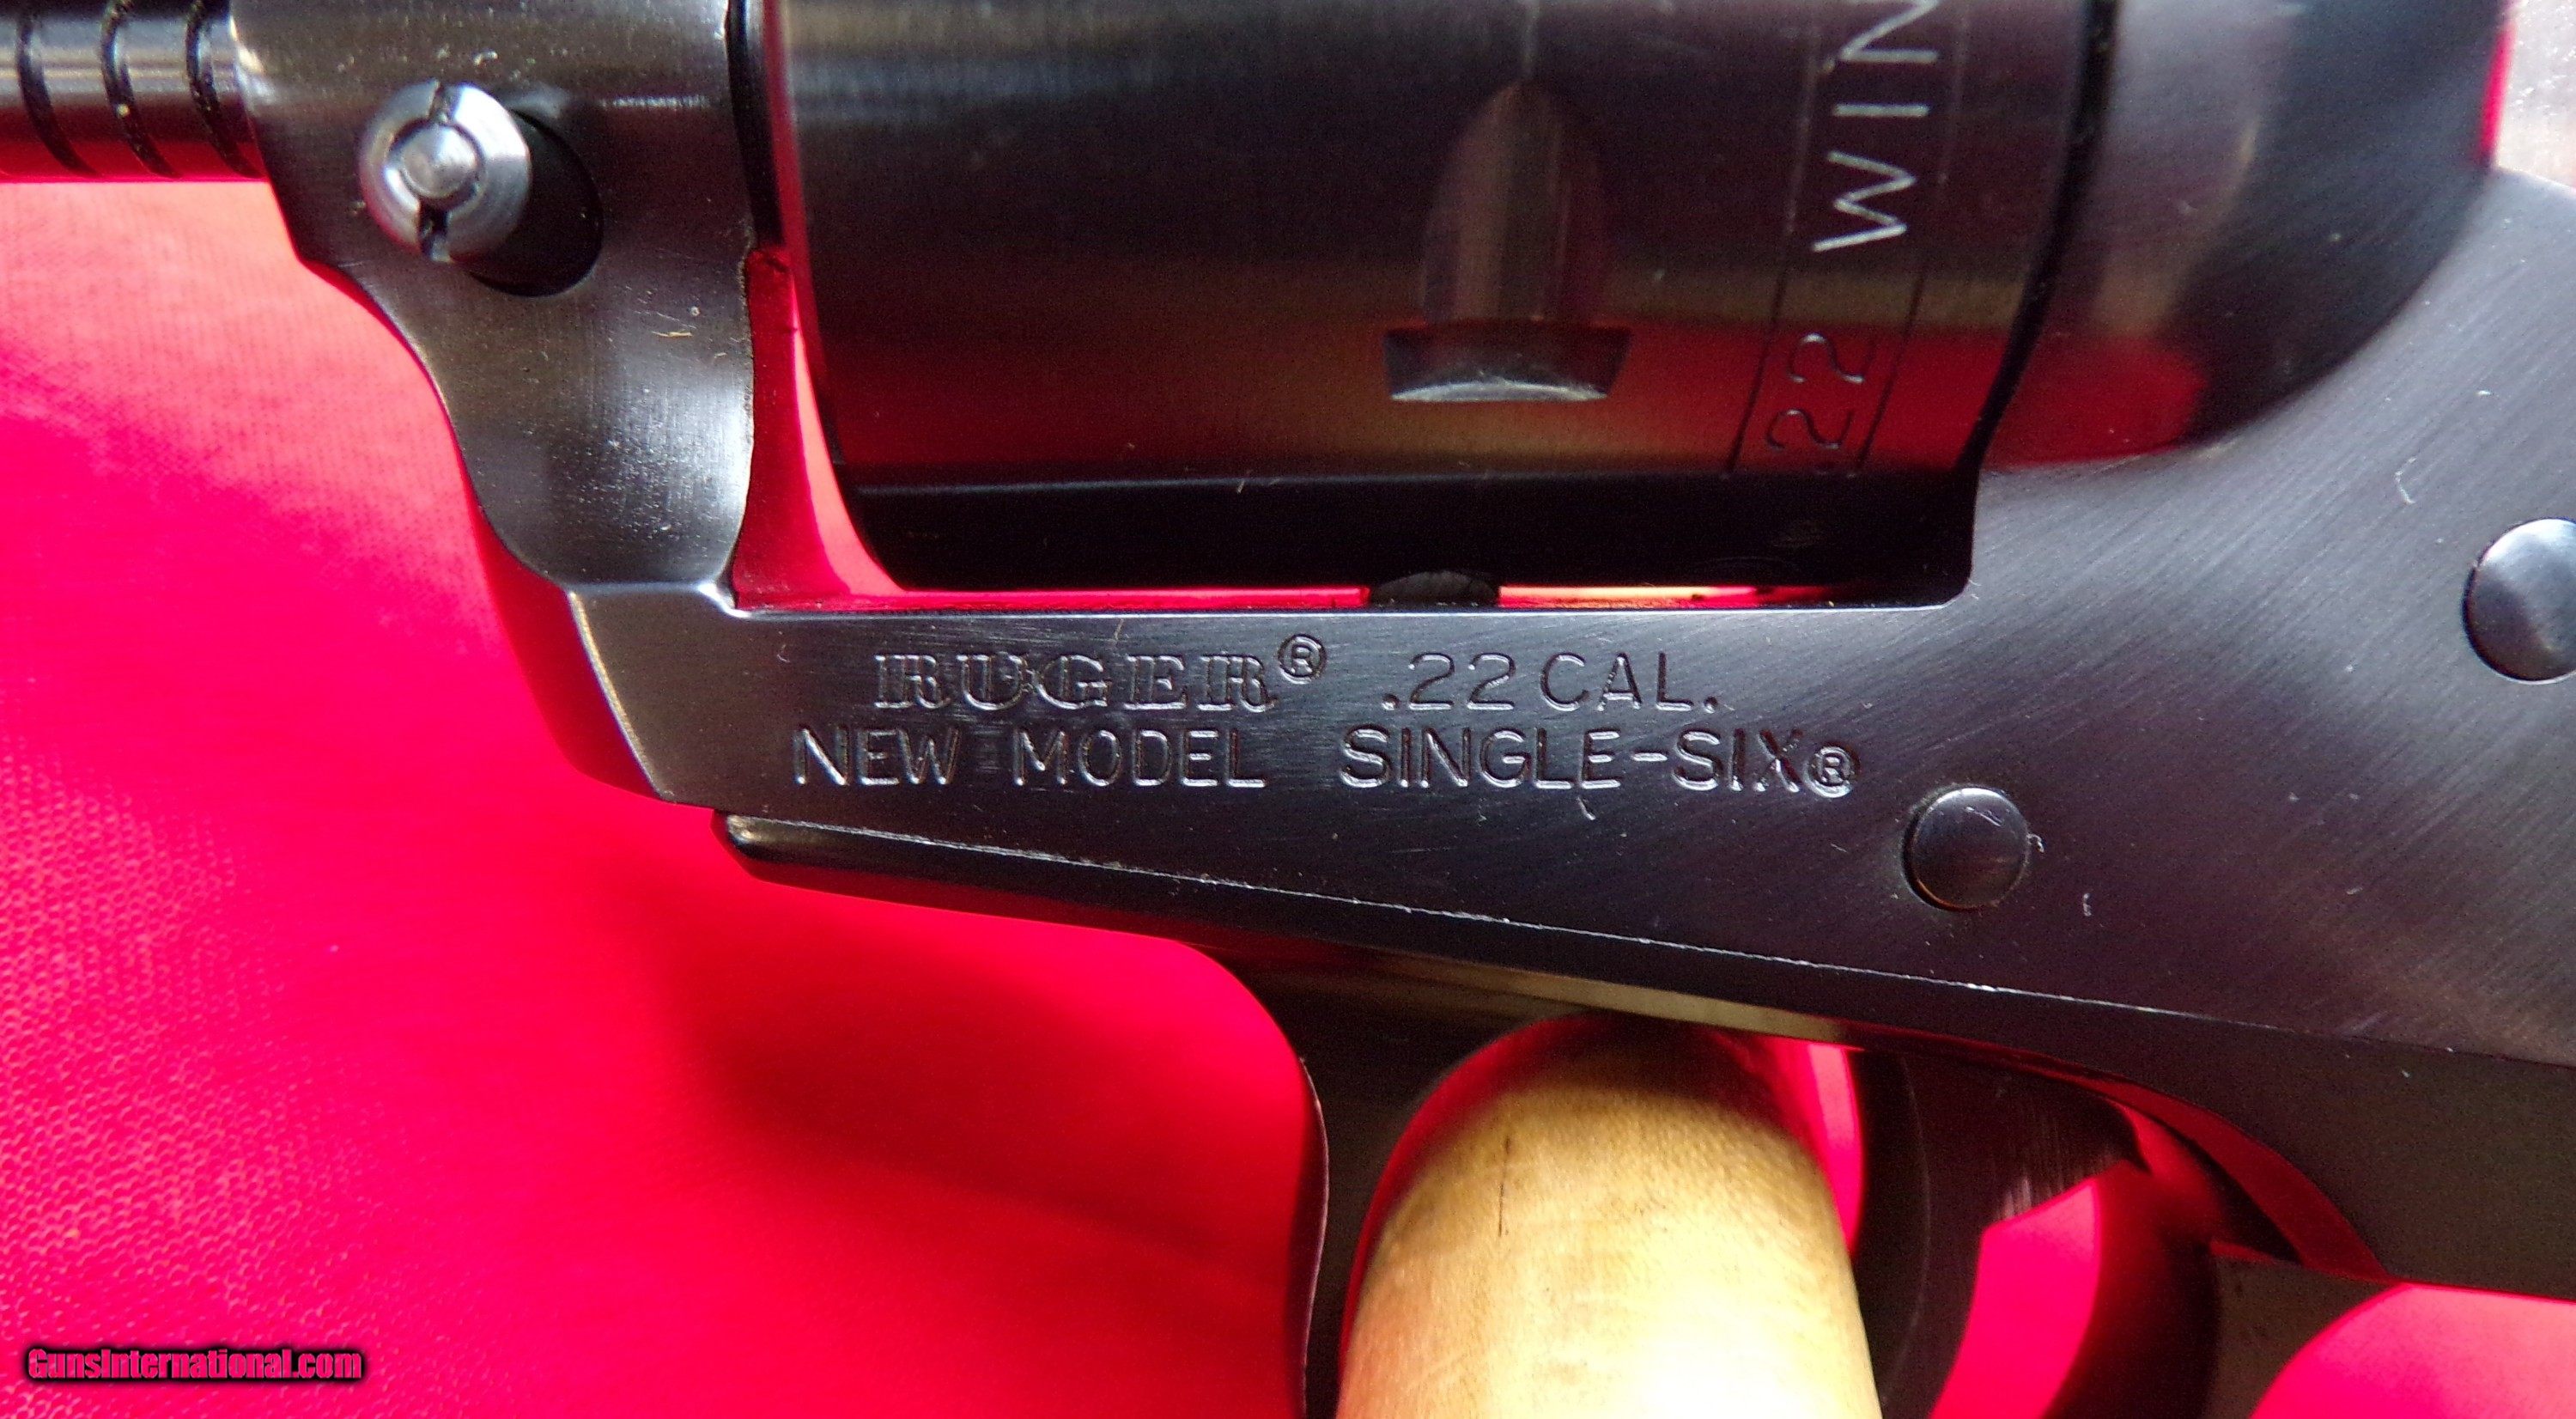 .22 WIN
RUGER® .22 CAL.
NEW MODEL SINGLE-SIX®
GunsInternational.com